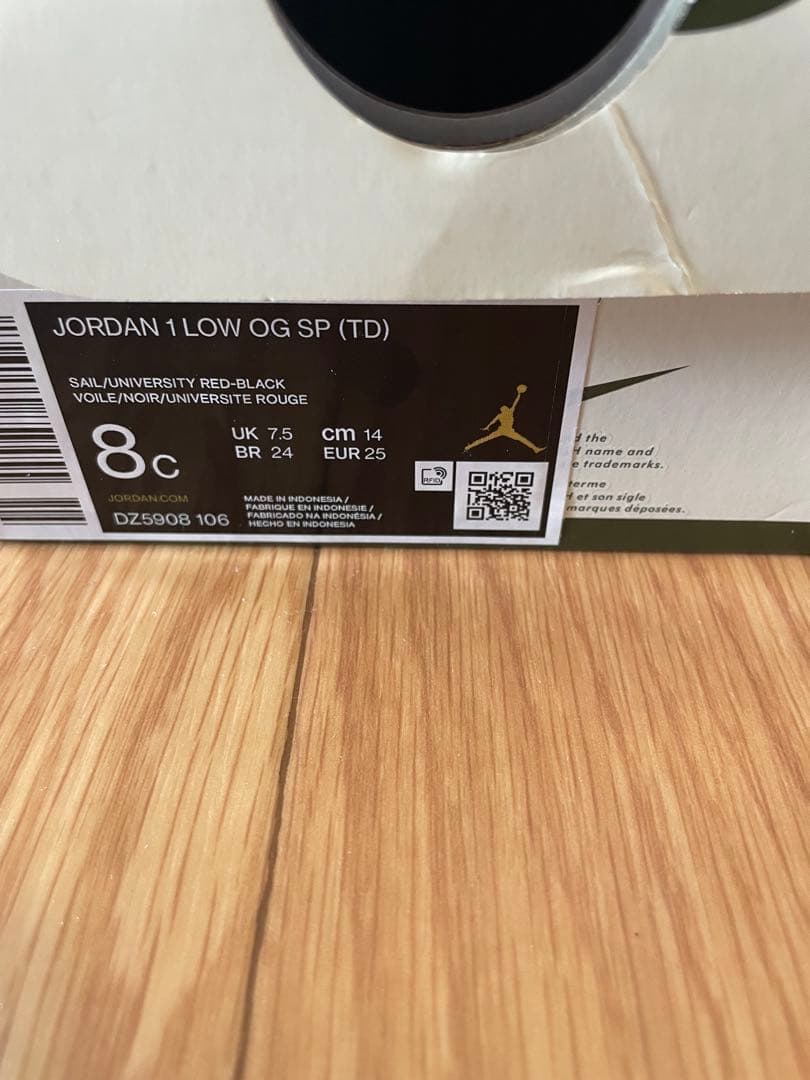 JORDAN 1 LOW OG SP (TD)
SAIL/UNIVERSITY RED-BLACK
VOILE/NOIR/UNIVERSITE ROUGE
8C
UK 7.5 cm 14
BR 24 EUR 25
RFID
JORDAN.COM
DZ5908 106
MADE IN INDONESIA /
FABRIQUE EN INDONESIE /
FABRICADO NA INDONÉSIA /
HECHO EN INDONESIA
the
name and
trademarks.
terme
et son sigle
marques déposées.